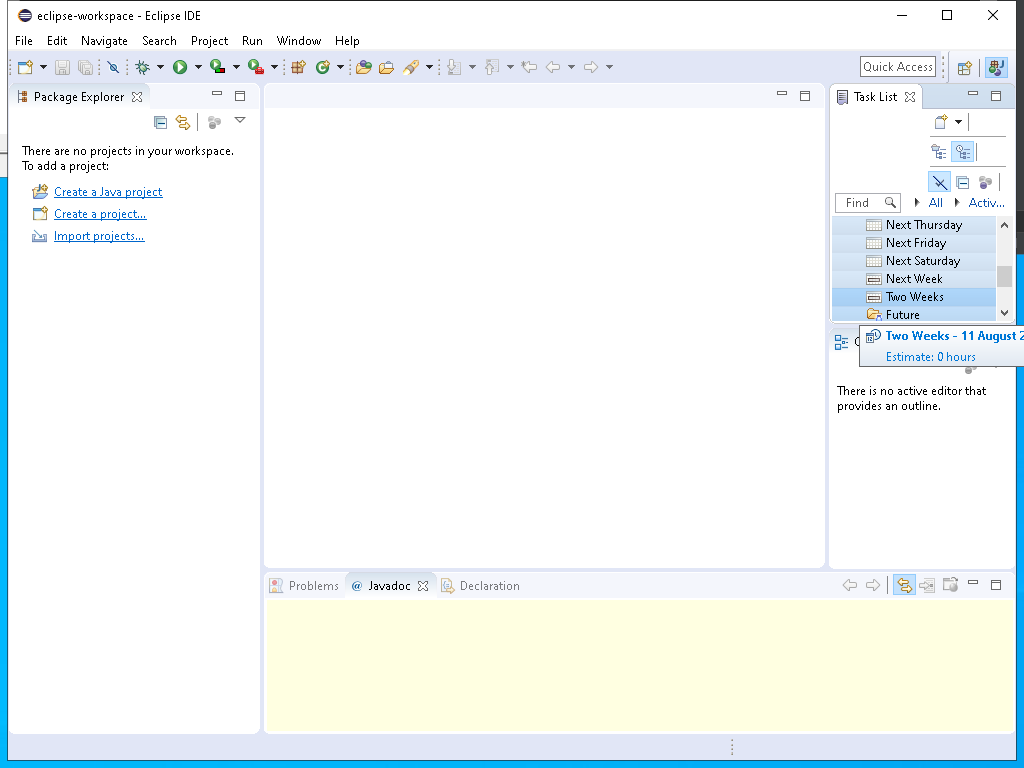 eclipse-workspace - Eclipse IDE
File Edit Navigate Search Project Run Window Help
Quick Access
Package Explorer
There are no projects in your workspace.
To add a project:
Create a Java project
Create a project...
Import projects...
Task List
Find All Activ...
Next Thursday
Next Friday
Next Saturday
Next Week
Two Weeks
Future
Two Weeks - 11 August 2
Estimate: 0 hours
There is no active editor that
provides an outline.
Problems @ Javadoc Declaration